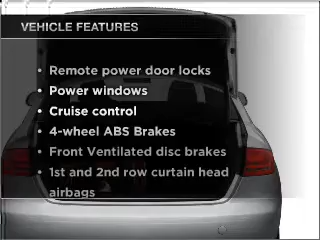 VEHICLE FEATURES
• Remote power door locks
• Power windows
• Cruise control
• 4-wheel ABS Brakes
• Front Ventilated disc brakes
• 1st and 2nd row curtain head
airbags